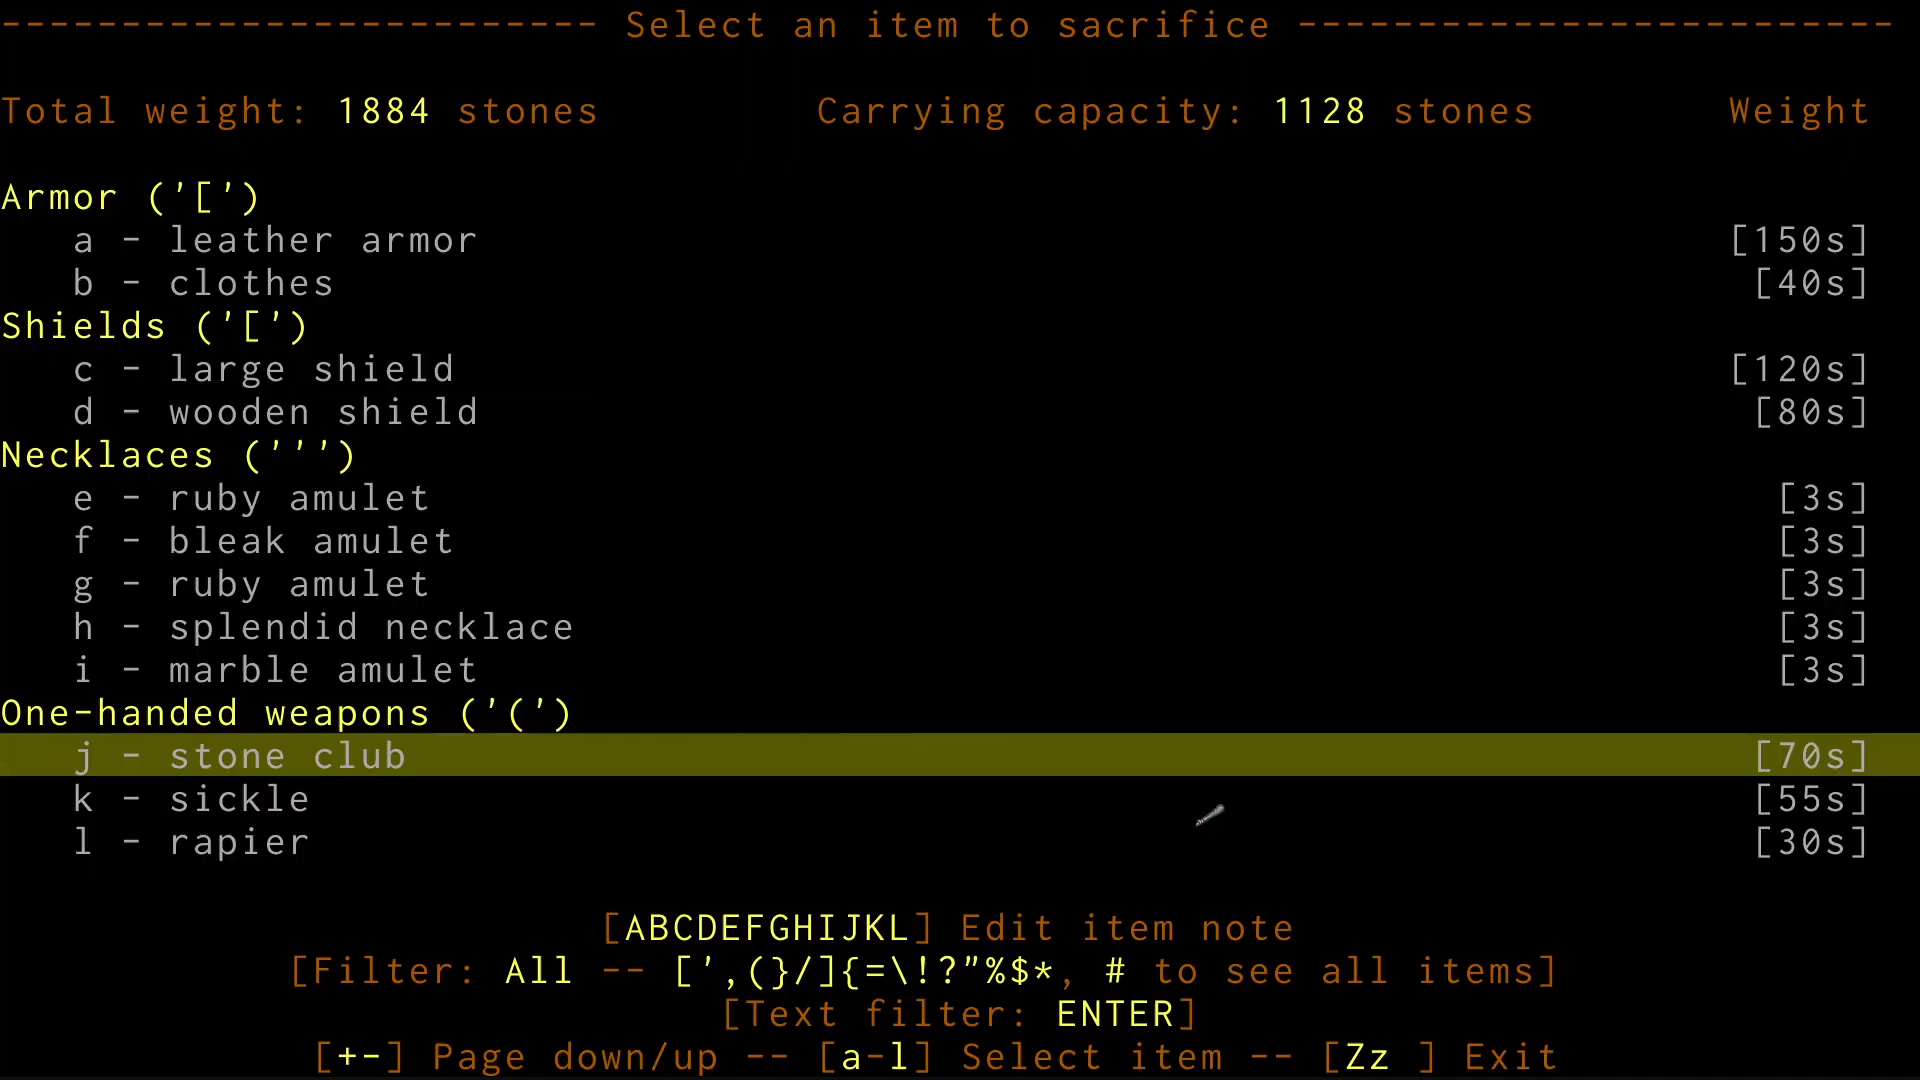 ------------------------- Select an item to sacrifice -------------------------
Total weight: 1884 stones Carrying capacity: 1128 stones Weight
Armor ('[')
a - leather armor [150s]
b - clothes [40s]
Shields ('[')
c - large shield [120s]
d - wooden shield [80s]
Necklaces (''')
e - ruby amulet [3s]
f - bleak amulet [3s]
g - ruby amulet [3s]
h - splendid necklace [3s]
i - marble amulet [3s]
One-handed weapons ('(')
j - stone club [70s]
k - sickle [55s]
l - rapier [30s]
[ABCDEFGHIJKL] Edit item note
[Filter: All -- [',(}/]{=\!?"%$*, # to see all items]
[Text filter: ENTER]
[+-] Page down/up -- [a-l] Select item -- [Zz ] Exit